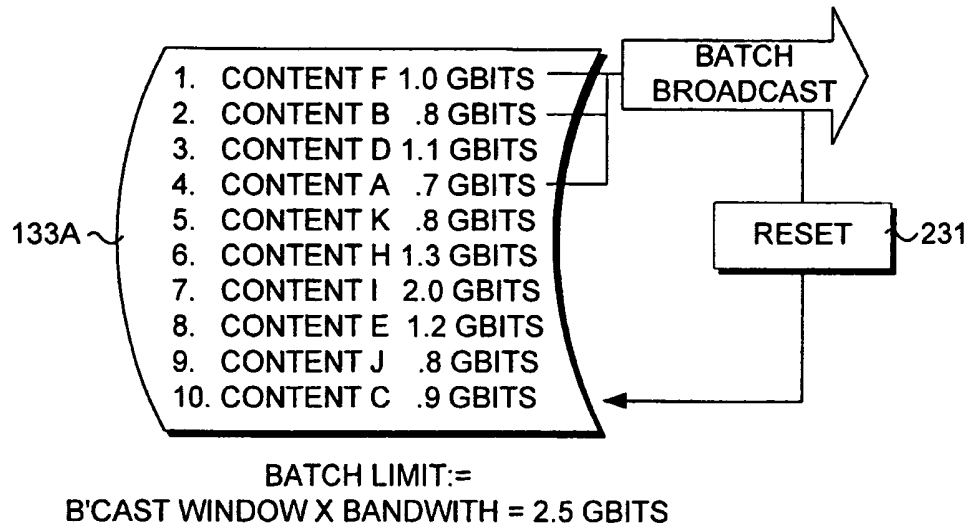 1. CONTENT F 1.0 GBITS
2. CONTENT B .8 GBITS
3. CONTENT D 1.1 GBITS
4. CONTENT A .7 GBITS
5. CONTENT K .8 GBITS
6. CONTENT H 1.3 GBITS
7. CONTENT I 2.0 GBITS
8. CONTENT E 1.2 GBITS
9. CONTENT J .8 GBITS
10. CONTENT C .9 GBITS
133A
BATCH
BROADCAST
RESET
231
BATCH LIMIT:=
B'CAST WINDOW X BANDWITH = 2.5 GBITS